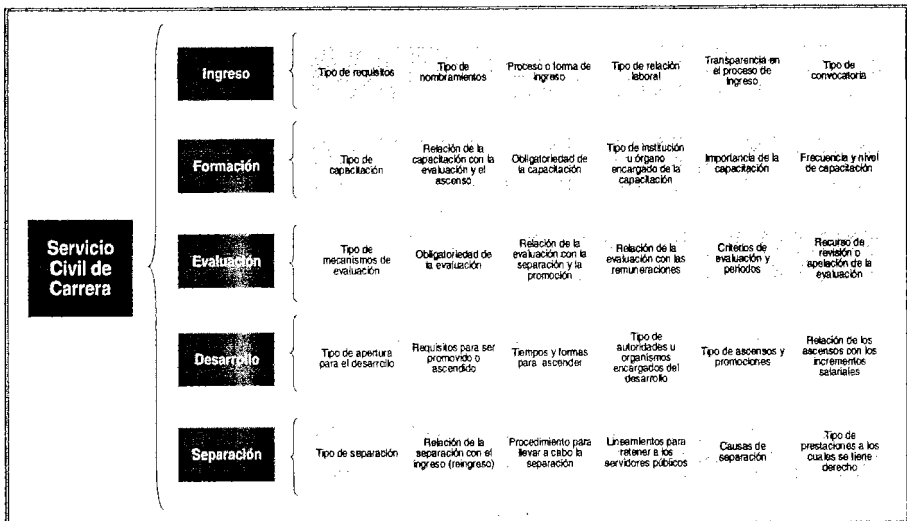 Servicio
Civil de
Carrera
Ingreso
Tipo de requisitos
Tipo de
nombramientos
Proceso o forma de
ingreso
Tipo de relación
laboral
Transparencia en
el proceso de
ingreso
Tipo de
convocatoria
Formación
Tipo de
capacitación
Relación de la
capacitación con la
evaluación y el
ascenso
Obligatoriedad de
la capacitación
Tipo de institución
u órgano
encargado de la
capacitación
Importancia de la
capacitación
Frecuencia y nivel
de capacitación
Evaluación
Tipo de
mecanismos de
evaluación
Obligatoriedad de
la evaluación
Relación de la
evaluación con la
separación y la
promoción
Relación de la
evaluación con las
remuneraciones
Criterios de
evaluación y
periodos
Recurso de
revisión o
apelación de la
evaluación
Desarrollo
Tipo de apertura
para el desarrollo
Requisitos para ser
promovido o
ascendido
Tiempos y formas
para ascender
Tipo de
autoridades u
organismos
encargados del
desarrollo
Tipo de ascensos y
promociones
Relación de los
ascensos con los
incrementos
salariales
Separación
Tipo de separación
Relación de la
separación con el
ingreso (reingreso)
Procedimiento para
llevar a cabo la
separación
Lineamientos para
retener a los
servidores públicos
Causas de
separación
Tipo de
prestaciones a los
cuales se tiene
derecho